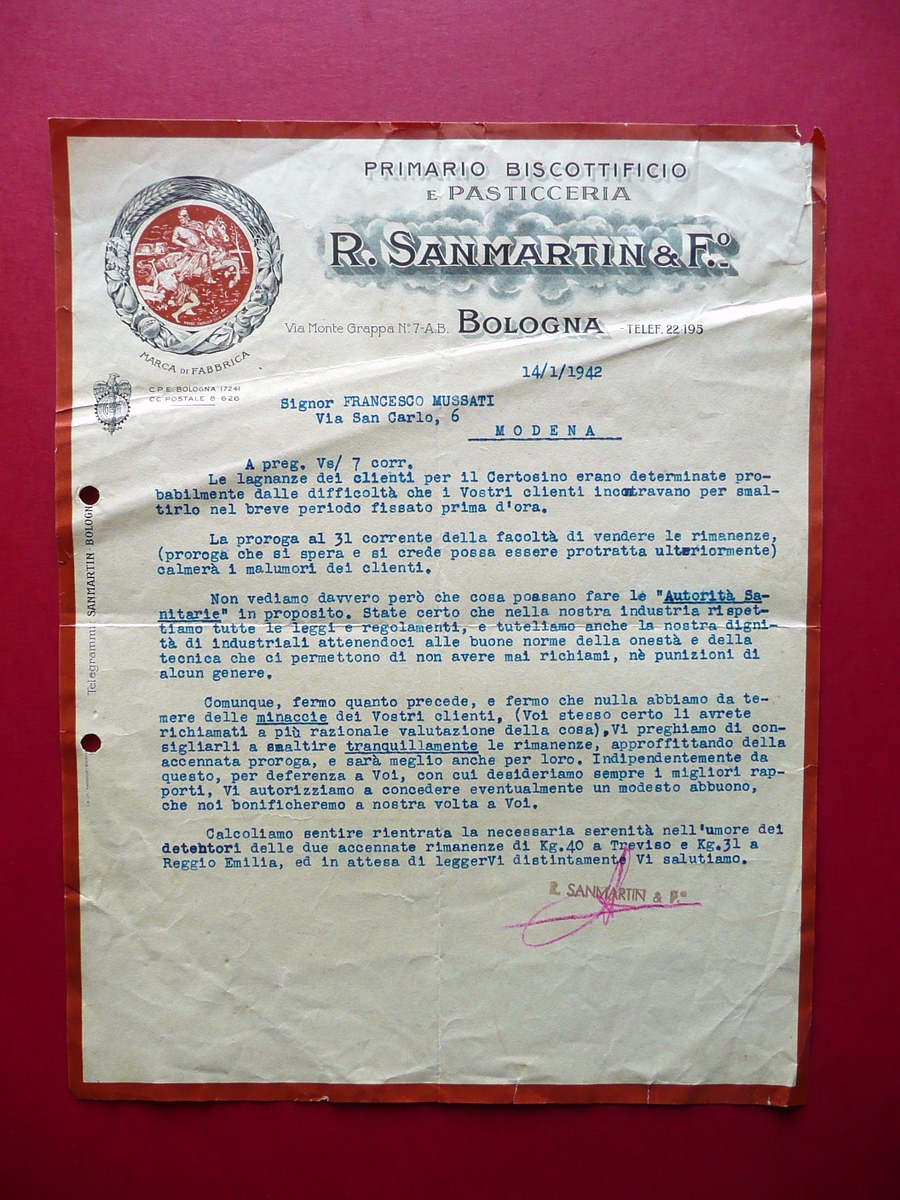 PRIMARIO BISCOTTIFICIO
E PASTICCERIA
R. SANMARTIN & F.º
Via Monte Grappa N.º 7-A.B. BOLOGNA - TELEF. 22 195
MARCA DI FABBRICA
C.P.E. BOLOGNA 17241
CC POSTALE 8-626
14/1/1942
Signor FRANCESCO MUSSATI
Via San Carlo, 6
MODENA
A preg. Vs/ 7 corr.
Le lagnanze dei clienti per il Certosino erano determinate pro-
babilmente dalle difficoltà che i Vostri clienti incontravano per smal-
tirlo nel breve periodo fissato prima d'ora.
La proroga al 31 corrente della facoltà di vendere le rimanenze,
(proroga che si spera e si crede possa essere protratta ulteriormente)
calmerà i malumori dei clienti.
Non vediamo davvero però che cosa possano fare le "Autorità Sa-
nitarie" in proposito. State certo che nella nostra industria rispet-
tiamo tutte le leggi e regolamenti, e tuteliamo anche la nostra digni-
tà di industriali attenendoci alle buone norme della onestà e della
tecnica che ci permettono di non avere mai richiami, nè punizioni di
alcun genere.
Comunque, fermo quanto precede, e fermo che nulla abbiamo da te-
mere delle minaccie dei Vostri clienti, (Voi stesso certo li avrete
richiamati a più razionale valutazione della cosa), Vi preghiamo di con-
sigliarli a smaltire tranquillamente le rimanenze, approffittando della
accennata proroga, e sarà meglio anche per loro. Indipendentemente da
questo, per deferenza a Voi, con cui desideriamo sempre i migliori rap-
porti, Vi autorizziamo a concedere eventualmente un modesto abbuono,
che noi bonificheremo a nostra volta a Voi.
Calcoliamo sentire rientrata la necessaria serenità nell'umore dei
detehtori delle due accennate rimanenze di Kg.40 a Treviso e Kg.31 a
Reggio Emilia, ed in attesa di leggerVi distintamente Vi salutiamo.
R. SANMARTIN & F.º
Telegrammi: SANMARTIN - BOLOGN